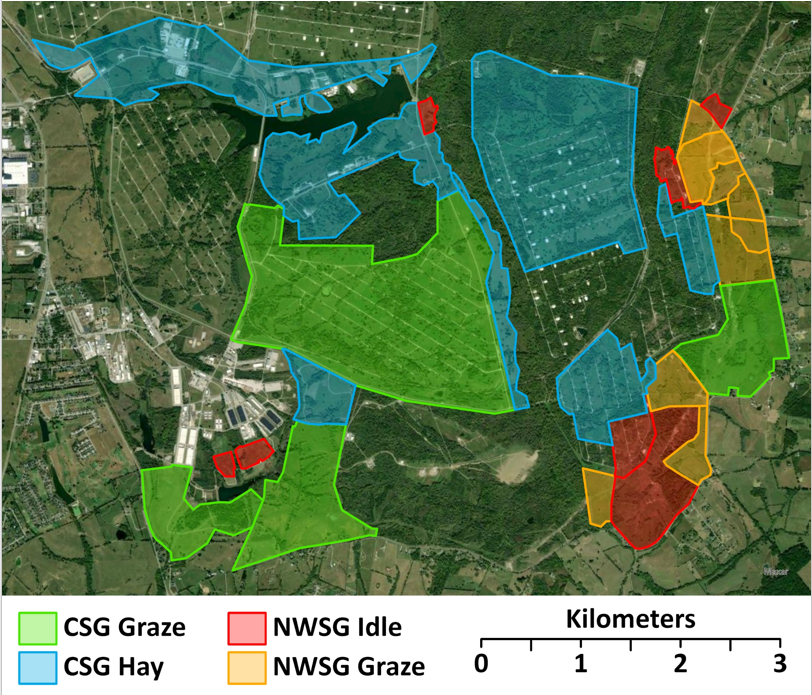 Maxar
CSG Graze
NWSG Idle
Kilometers
CSG Hay
NWSG Graze
0 1 2 3